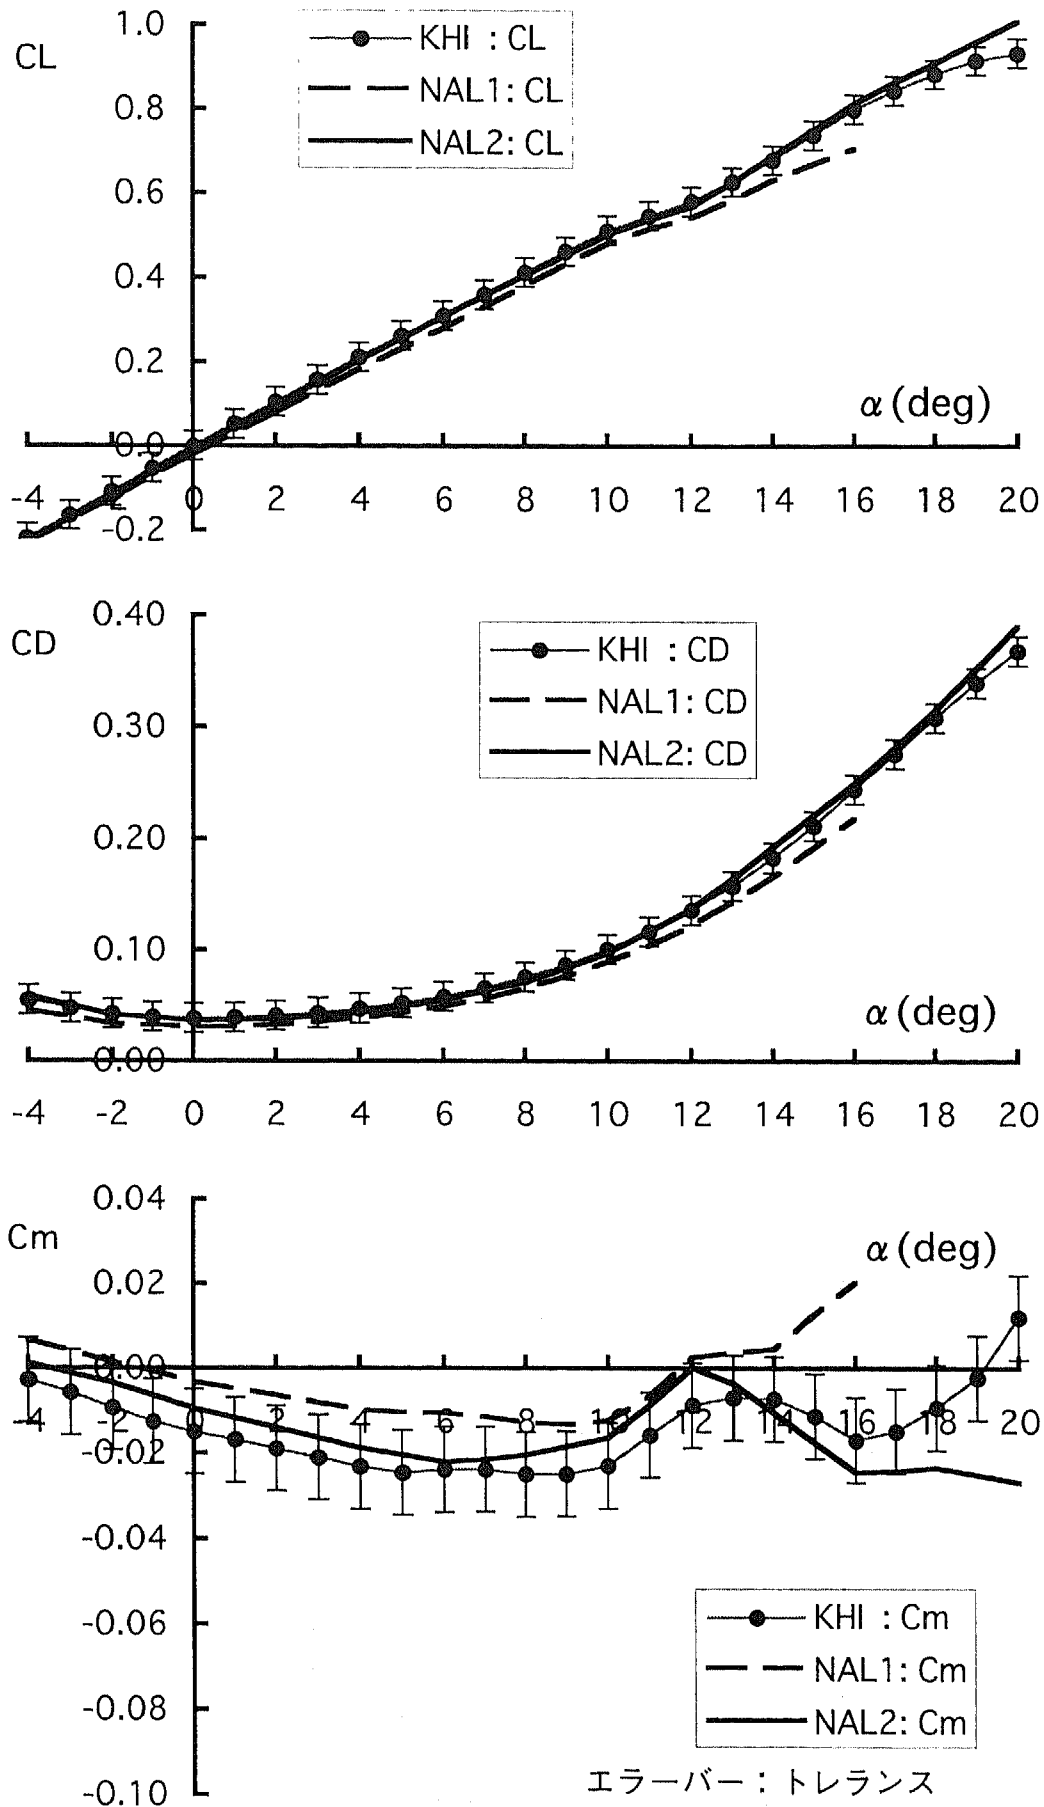 CL
1.0
0.8
0.6
0.4
0.2
0.0
-0.2
KHI : CL
NAL1: CL
NAL2: CL
α (deg)
-4 -2 0 2 4 6 8 10 12 14 16 18 20
CD
0.40
0.30
0.20
0.10
0.00
KHI : CD
NAL1: CD
NAL2: CD
α (deg)
-4 -2 0 2 4 6 8 10 12 14 16 18 20
Cm
0.04
0.02
0.00
-0.02
-0.04
-0.06
-0.08
-0.10
α (deg)
-4 -2 0 2 4 6 8 10 12 14 16 18 20
KHI : Cm
NAL1: Cm
NAL2: Cm
エラーバー : トレランス